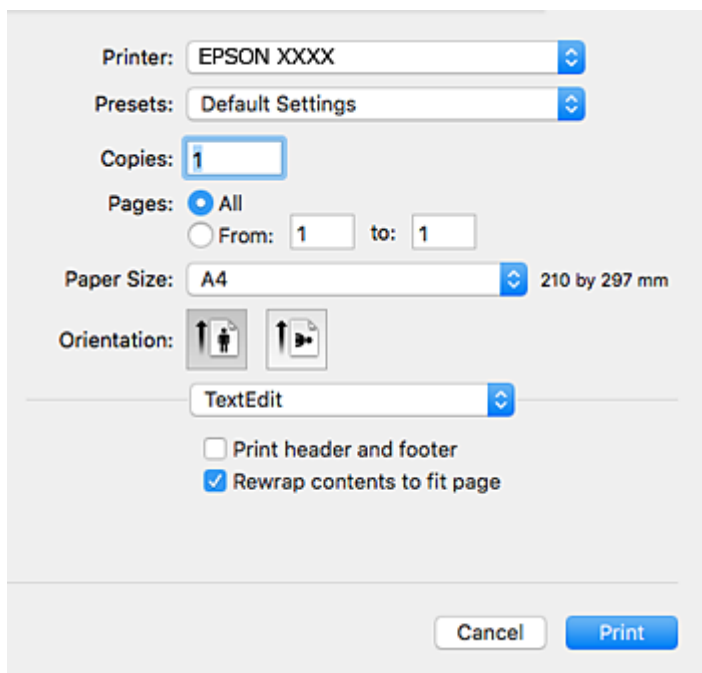 Printer: EPSON XXXX
Presets: Default Settings
Copies: 1
Pages: All
From: 1 to: 1
Paper Size: A4 210 by 297 mm
Orientation:
TextEdit
Print header and footer
Rewrap contents to fit page
Cancel Print